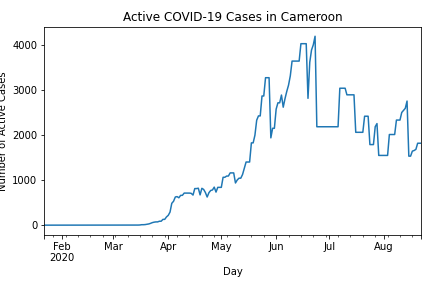 Active COVID-19 Cases in Cameroon
Number of Active Cases
4000
3000
2000
1000
0
Feb
2020
Mar
Apr
May
Jun
Jul
Aug
Day